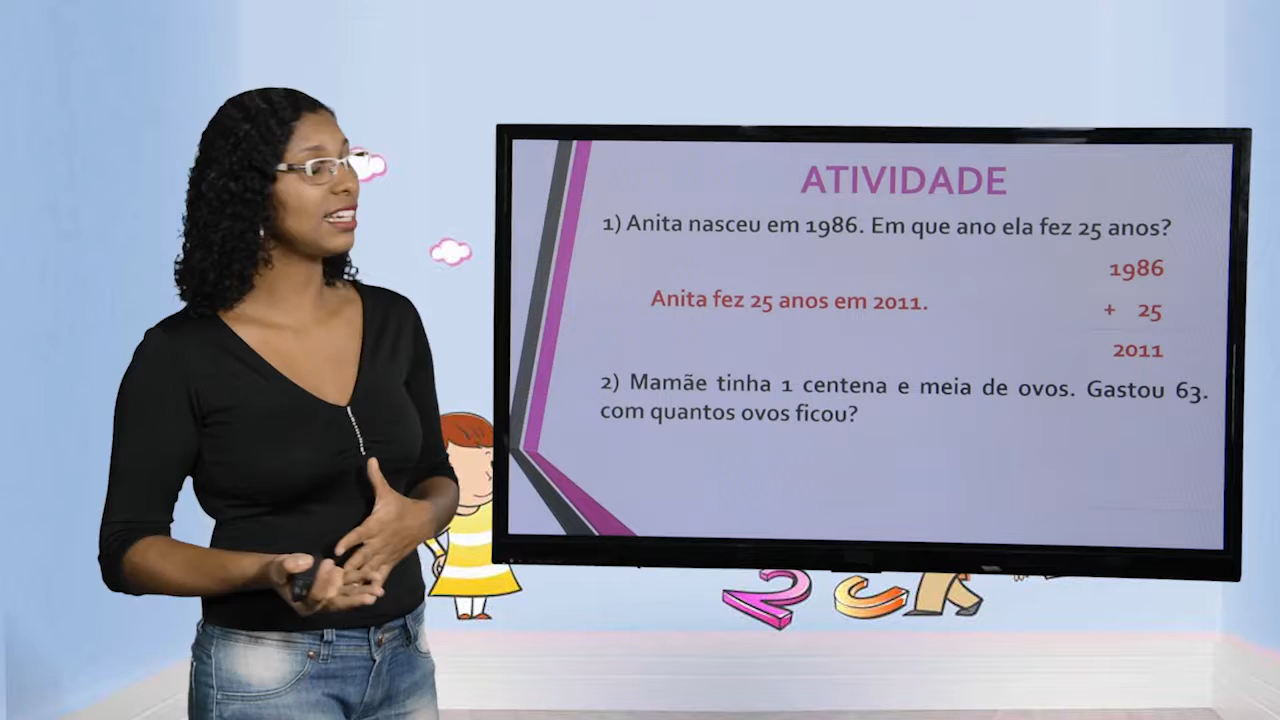 ATIVIDADE
1) Anita nasceu em 1986. Em que ano ela fez 25 anos?
1986
Anita fez 25 anos em 2011.
+ 25
2011
2) Mamãe tinha 1 centena e meia de ovos. Gastou 63.
com quantos ovos ficou?